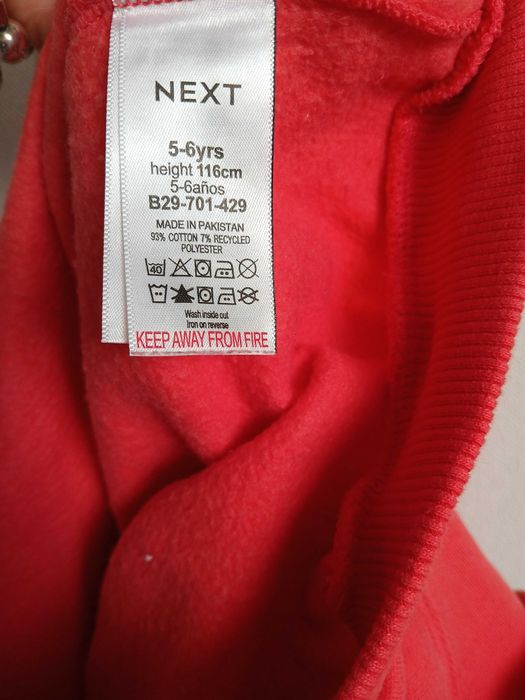 NEXT
5-6yrs
height 116cm
5-6años
B29-701-429
MADE IN PAKISTAN
93% COTTON 7% RECYCLED
POLYESTER
40
Wash inside out
Iron on reverse
KEEP AWAY FROM FIRE